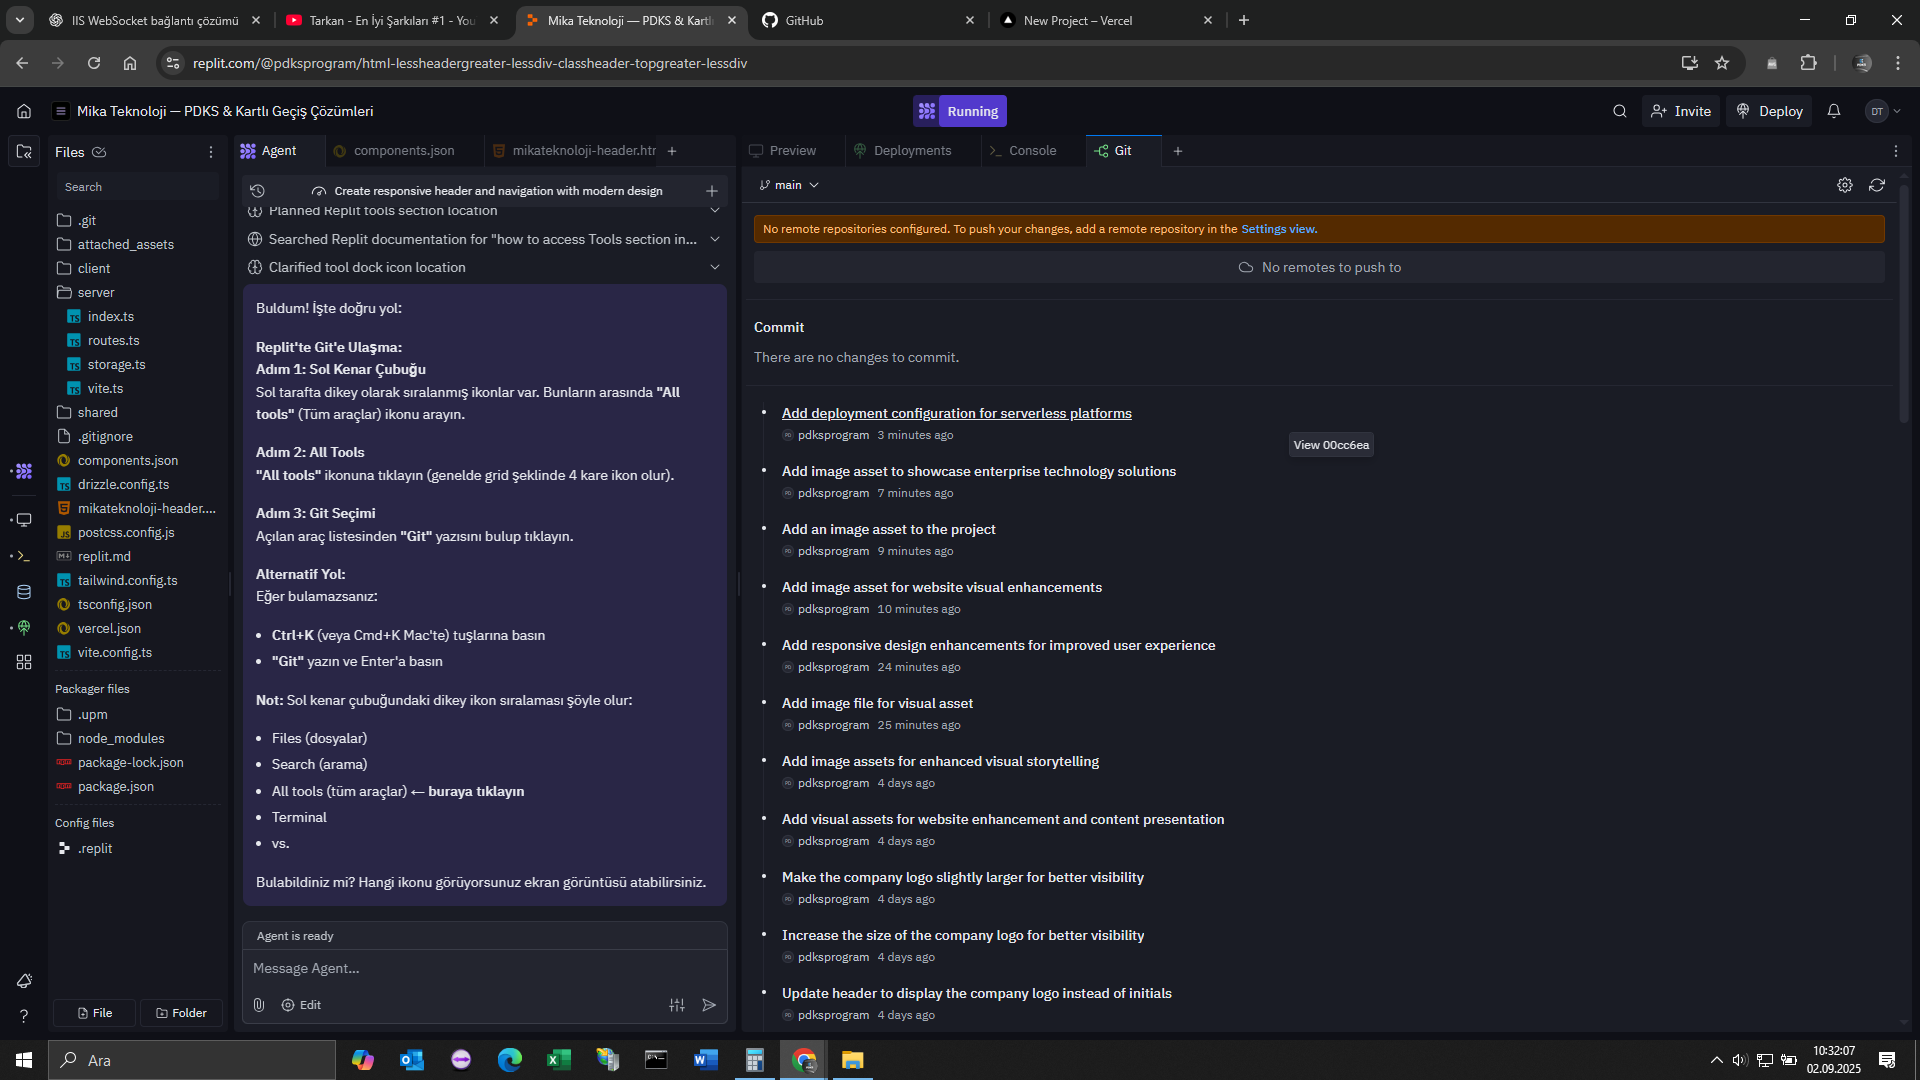 IIS WebSocket bağlantı çözümü
Tarkan - En İyi Şarkıları #1 - You
Mika Teknoloji — PDKS & Kartlı
GitHub
New Project – Vercel
replit.com/@pdksprogram/html-lessheadergreater-lessdiv-classheader-topgreater-lessdiv
Mika Teknoloji — PDKS & Kartlı Geçiş Çözümleri
Running
Invite
Deploy
DT
Files
Search
.git
attached_assets
client
server
index.ts
routes.ts
storage.ts
vite.ts
shared
.gitignore
components.json
drizzle.config.ts
mikateknoloji-header....
postcss.config.js
replit.md
tailwind.config.ts
tsconfig.json
vercel.json
vite.config.ts
Packager files
.upm
node_modules
package-lock.json
package.json
Config files
.replit
File
Folder
Agent
components.json
mikateknoloji-header.htr
Create responsive header and navigation with modern design
Planned Replit tools section location
Searched Replit documentation for "how to access Tools section in...
Clarified tool dock icon location
Buldum! İşte doğru yol:
Replit'te Git'e Ulaşma:
Adım 1: Sol Kenar Çubuğu
Sol tarafta dikey olarak sıralanmış ikonlar var. Bunların arasında "All
tools" (Tüm araçlar) ikonu arayın.
Adım 2: All Tools
"All tools" ikonuna tıklayın (genelde grid şeklinde 4 kare ikon olur).
Adım 3: Git Seçimi
Açılan araç listesinden "Git" yazısını bulup tıklayın.
Alternatif Yol:
Eğer bulamazsanız:
• Ctrl+K (veya Cmd+K Mac'te) tuşlarına basın
• "Git" yazın ve Enter'a basın
Not: Sol kenar çubuğundaki dikey ikon sıralaması şöyle olur:
• Files (dosyalar)
• Search (arama)
• All tools (tüm araçlar) ← buraya tıklayın
• Terminal
• vs.
Bulabildiniz mi? Hangi ikonu görüyorsunuz ekran görüntüsü atabilirsiniz.
Agent is ready
Message Agent...
Edit
Preview
Deployments
Console
Git
main
No remote repositories configured. To push your changes, add a remote repository in the Settings view.
No remotes to push to
Commit
There are no changes to commit.
Add deployment configuration for serverless platforms
pdksprogram 3 minutes ago
View 00cc6ea
Add image asset to showcase enterprise technology solutions
pdksprogram 7 minutes ago
Add an image asset to the project
pdksprogram 9 minutes ago
Add image asset for website visual enhancements
pdksprogram 10 minutes ago
Add responsive design enhancements for improved user experience
pdksprogram 24 minutes ago
Add image file for visual asset
pdksprogram 25 minutes ago
Add image assets for enhanced visual storytelling
pdksprogram 4 days ago
Add visual assets for website enhancement and content presentation
pdksprogram 4 days ago
Make the company logo slightly larger for better visibility
pdksprogram 4 days ago
Increase the size of the company logo for better visibility
pdksprogram 4 days ago
Update header to display the company logo instead of initials
pdksprogram 4 days ago
Ara
10:32:07
02.09.2025